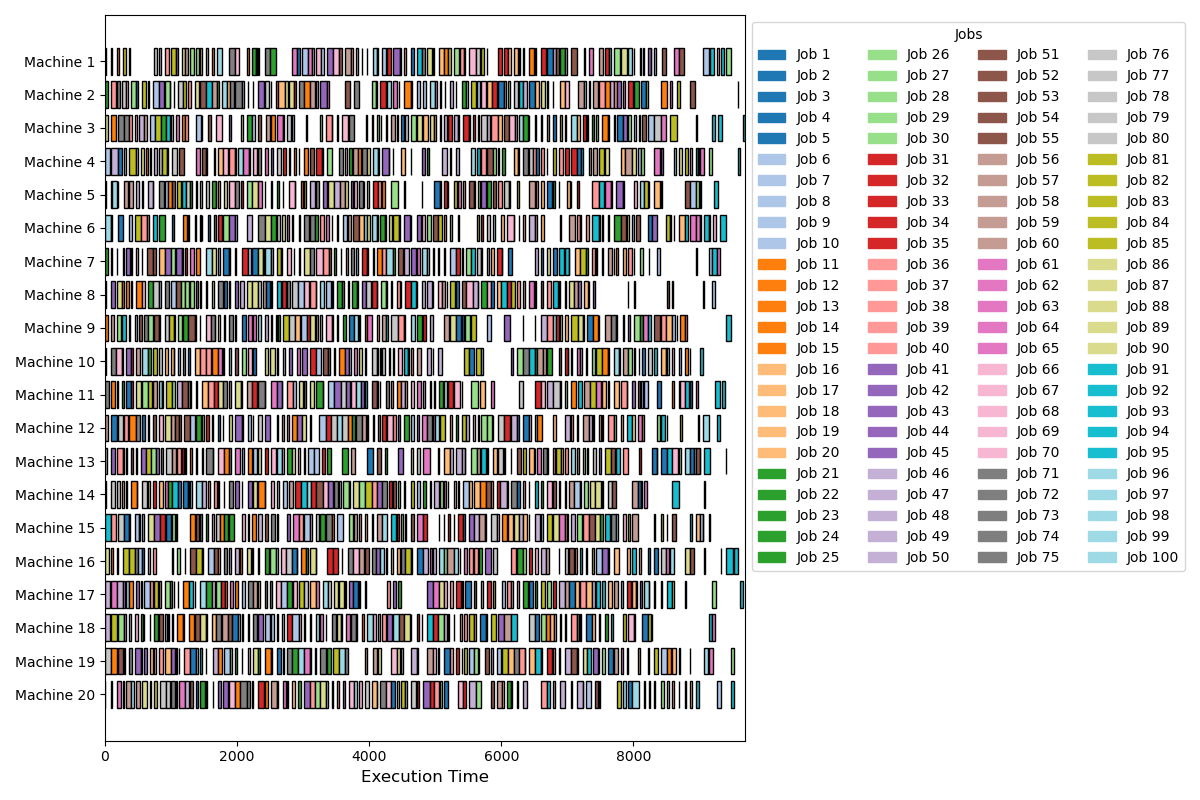 Machine 1
Machine 2
Machine 3
Machine 4
Machine 5
Machine 6
Machine 7
Machine 8
Machine 9
Machine 10
Machine 11
Machine 12
Machine 13
Machine 14
Machine 15
Machine 16
Machine 17
Machine 18
Machine 19
Machine 20
0 2000 4000 6000 8000
Execution Time
Jobs
Job 1 Job 26 Job 51 Job 76
Job 2 Job 27 Job 52 Job 77
Job 3 Job 28 Job 53 Job 78
Job 4 Job 29 Job 54 Job 79
Job 5 Job 30 Job 55 Job 80
Job 6 Job 31 Job 56 Job 81
Job 7 Job 32 Job 57 Job 82
Job 8 Job 33 Job 58 Job 83
Job 9 Job 34 Job 59 Job 84
Job 10 Job 35 Job 60 Job 85
Job 11 Job 36 Job 61 Job 86
Job 12 Job 37 Job 62 Job 87
Job 13 Job 38 Job 63 Job 88
Job 14 Job 39 Job 64 Job 89
Job 15 Job 40 Job 65 Job 90
Job 16 Job 41 Job 66 Job 91
Job 17 Job 42 Job 67 Job 92
Job 18 Job 43 Job 68 Job 93
Job 19 Job 44 Job 69 Job 94
Job 20 Job 45 Job 70 Job 95
Job 21 Job 46 Job 71 Job 96
Job 22 Job 47 Job 72 Job 97
Job 23 Job 48 Job 73 Job 98
Job 24 Job 49 Job 74 Job 99
Job 25 Job 50 Job 75 Job 100